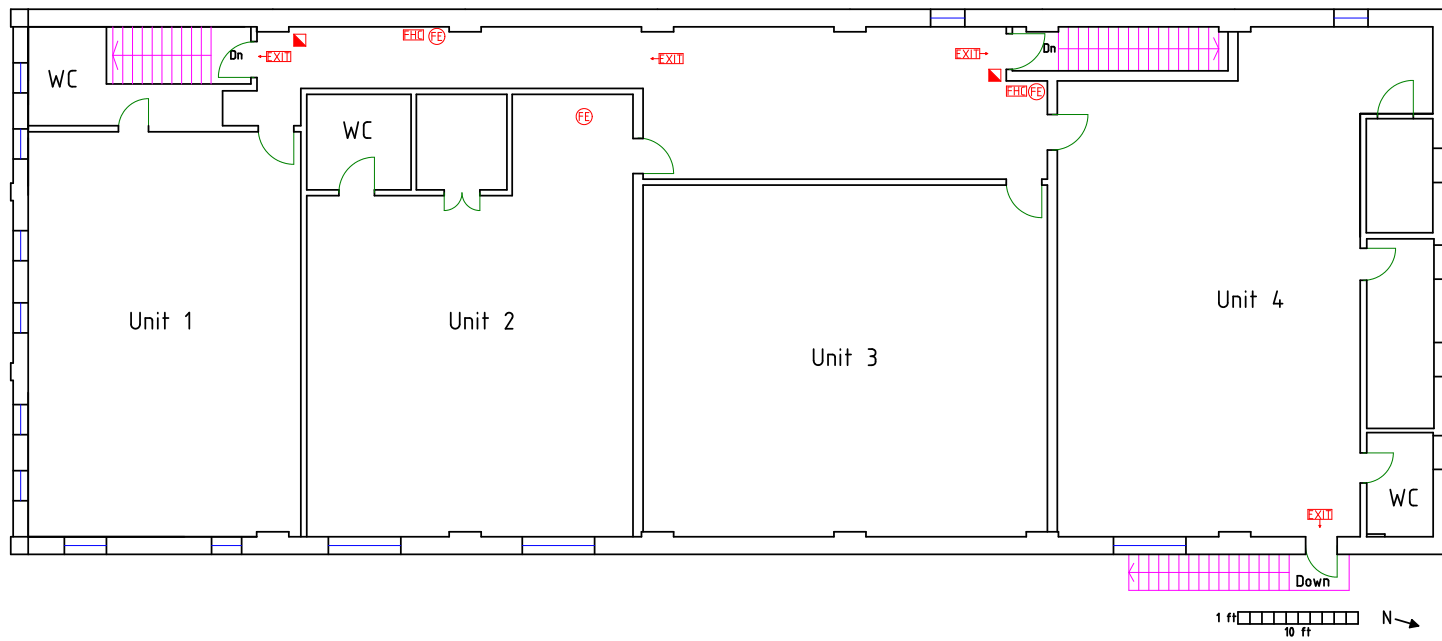 FHC FE
EXIT
Dn
EXIT
EXIT
Dn
WC
FHC FE
WC
FE
Unit 1
Unit 2
Unit 3
Unit 4
WC
EXIT
Down
1 ft
10 ft
N